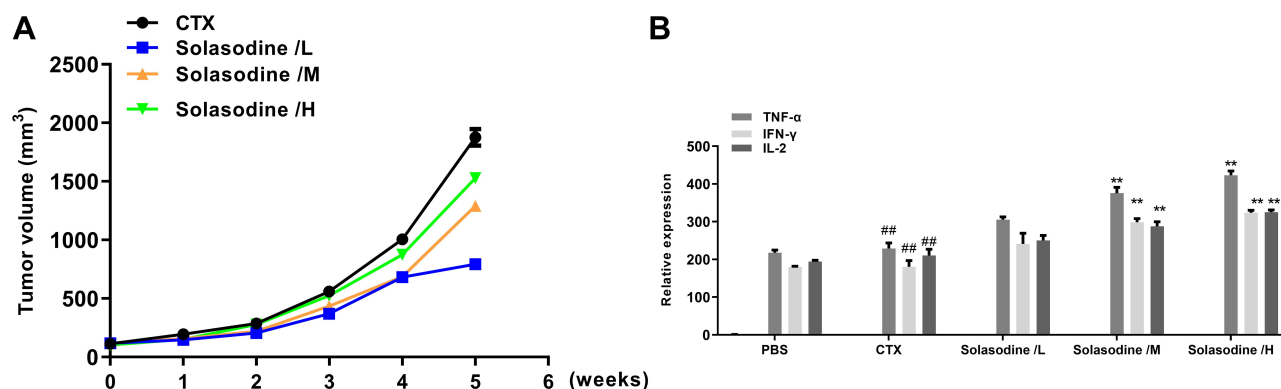 A
CTX
Solasodine /L
Solasodine /M
Solasodine /H
Tumor volume (mm³)
2500
2000
1500
1000
500
0
0 1 2 3 4 5 6 (weeks)
B
TNF-α
IFN-γ
IL-2
Relative expression
500
400
300
200
100
0
## ## ##
** ** **
** ** **
PBS CTX Solasodine /L Solasodine /M Solasodine /H